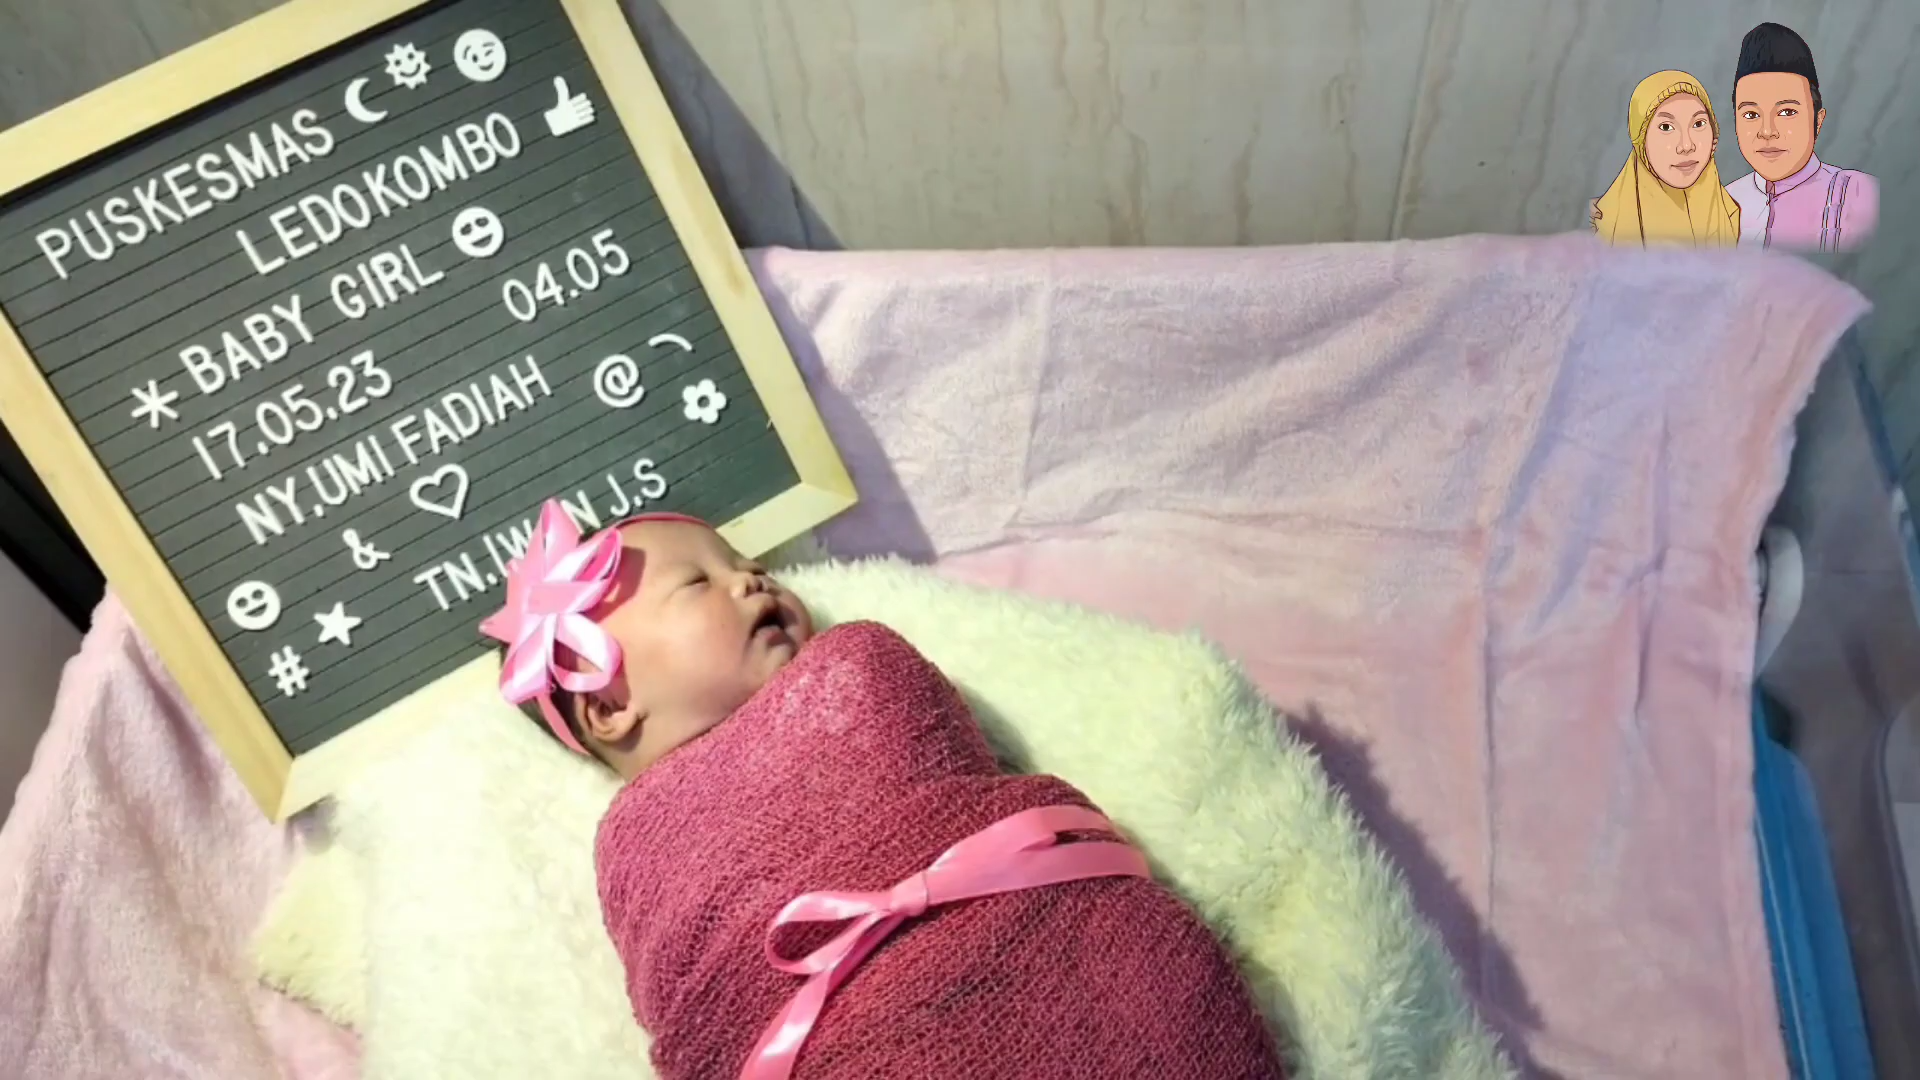 PUSKESMAS
LEDOKOMBO
* BABY GIRL
17.05.23 04.05
NY.UMI FADIAH @
&
TN. J.S
#